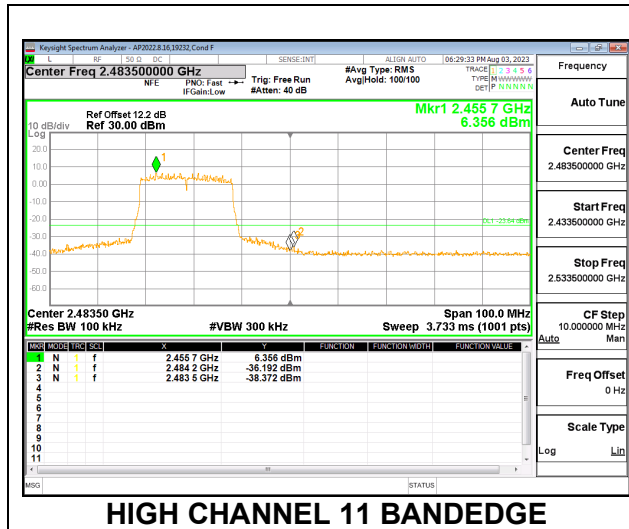 Keysight Spectrum Analyzer - AP2022.8.16,19232,Cond F
LXI L RF 50 Ω DC SENSE:INT ALIGN AUTO 06:29:33 PM Aug 03, 2023
Center Freq 2.483500000 GHz
NFE
PNO: Fast
IFGain:Low
Trig: Free Run
#Atten: 40 dB
#Avg Type: RMS
Avg|Hold: 100/100
TRACE 1 2 3 4 5 6
TYPE M WWWWW
DET P N N N N N
Frequency
Auto Tune
Center Freq
2.483500000 GHz
Start Freq
2.433500000 GHz
Stop Freq
2.533500000 GHz
CF Step
10.000000 MHz
Auto Man
Freq Offset
0 Hz
Scale Type
Log Lin
Ref Offset 12.2 dB
10 dB/div Ref 30.00 dBm
Log
Mkr1 2.455 7 GHz
6.356 dBm
20.0
10.0
0.00
-10.0
-20.0
-30.0
-40.0
-50.0
-60.0
1
2
DL1 -23.64 dBm
Center 2.48350 GHz Span 100.0 MHz
#Res BW 100 kHz #VBW 300 kHz Sweep 3.733 ms (1001 pts)
MKR MODE TRC SCL X Y FUNCTION FUNCTION WIDTH FUNCTION VALUE
1 N 1 f 2.455 7 GHz 6.356 dBm
2 N 1 f 2.484 2 GHz -36.192 dBm
3 N 1 f 2.483 5 GHz -38.372 dBm
4
5
6
7
8
9
10
11
MSG STATUS
HIGH CHANNEL 11 BANDEDGE